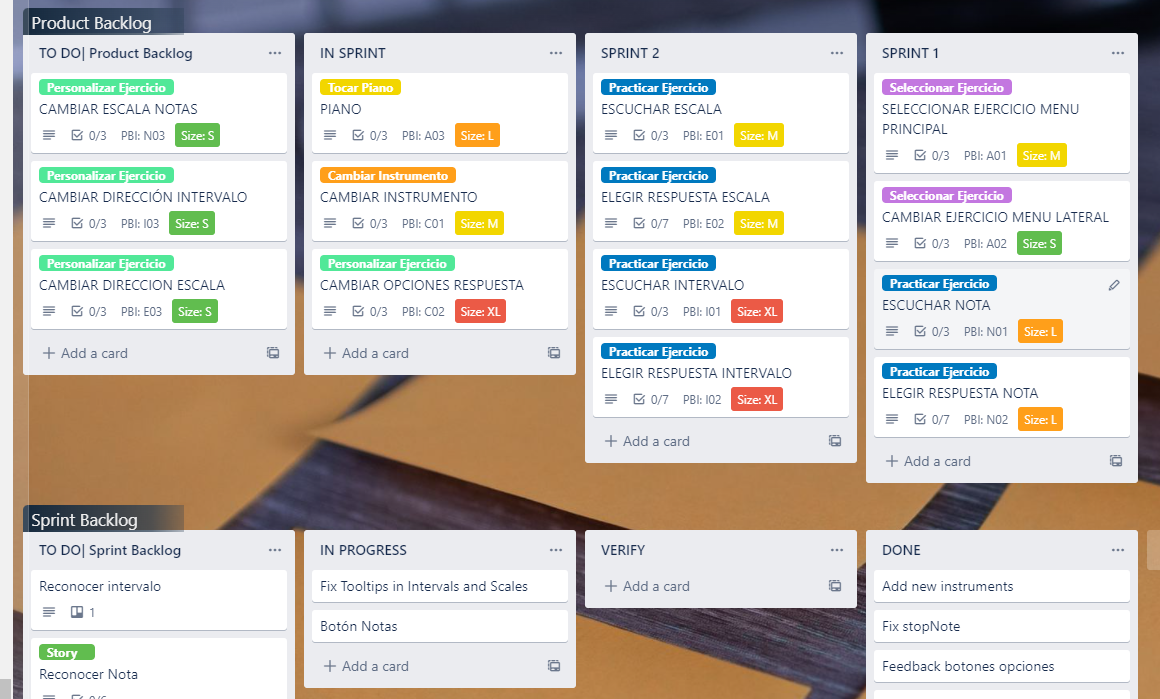 Product Backlog
TO DO| Product Backlog
Personalizar Ejercicio
CAMBIAR ESCALA NOTAS
0/3 PBI: N03 Size: S
Personalizar Ejercicio
CAMBIAR DIRECCIÓN INTERVALO
0/3 PBI: I03 Size: S
Personalizar Ejercicio
CAMBIAR DIRECCION ESCALA
0/3 PBI: E03 Size: S
Add a card
IN SPRINT
Tocar Piano
PIANO
0/3 PBI: A03 Size: L
Cambiar Instrumento
CAMBIAR INSTRUMENTO
0/3 PBI: C01 Size: M
Personalizar Ejercicio
CAMBIAR OPCIONES RESPUESTA
0/3 PBI: C02 Size: XL
Add a card
SPRINT 2
Practicar Ejercicio
ESCUCHAR ESCALA
0/3 PBI: E01 Size: M
Practicar Ejercicio
ELEGIR RESPUESTA ESCALA
0/7 PBI: E02 Size: M
Practicar Ejercicio
ESCUCHAR INTERVALO
0/3 PBI: I01 Size: XL
Practicar Ejercicio
ELEGIR RESPUESTA INTERVALO
0/7 PBI: I02 Size: XL
Add a card
SPRINT 1
Seleccionar Ejercicio
SELECCIONAR EJERCICIO MENU
PRINCIPAL
0/3 PBI: A01 Size: M
Seleccionar Ejercicio
CAMBIAR EJERCICIO MENU LATERAL
0/3 PBI: A02 Size: S
Practicar Ejercicio
ESCUCHAR NOTA
0/3 PBI: N01 Size: L
Practicar Ejercicio
ELEGIR RESPUESTA NOTA
0/7 PBI: N02 Size: L
Add a card
Sprint Backlog
TO DO| Sprint Backlog
Reconocer intervalo
1
Story
Reconocer Nota
IN PROGRESS
Fix Tooltips in Intervals and Scales
Botón Notas
Add a card
VERIFY
Add a card
DONE
Add new instruments
Fix stopNote
Feedback botones opciones